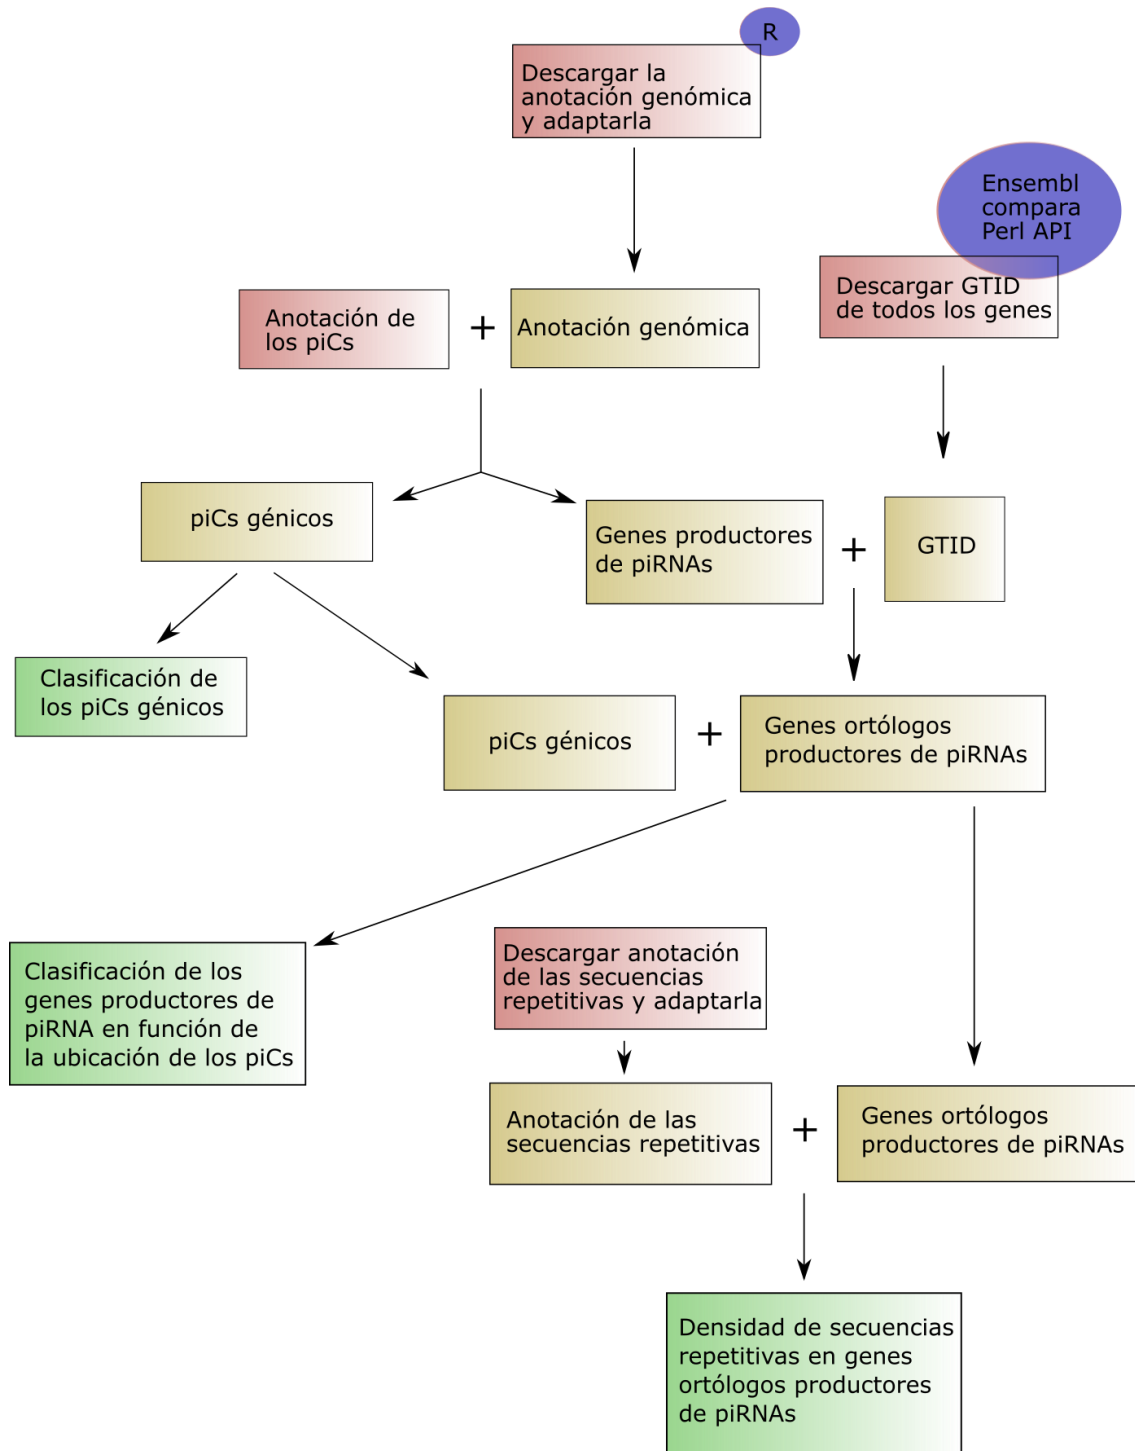 R
Descargar la
anotación genómica
y adaptarla
Ensembl
compara
Perl API
Descargar GTID
de todos los genes
Anotación de
los piCs
+
Anotación genómica
piCs génicos
Genes productores
de piRNAs
+
GTID
Clasificación de
los piCs génicos
piCs génicos
+
Genes ortólogos
productores de piRNAs
Clasificación de los
genes productores de
piRNA en función de
la ubicación de los piCs
Descargar anotación
de las secuencias
repetitivas y adaptarla
Anotación de las
secuencias repetitivas
+
Genes ortólogos
productores de piRNAs
Densidad de secuencias
repetitivas en genes
ortólogos productores
de piRNAs